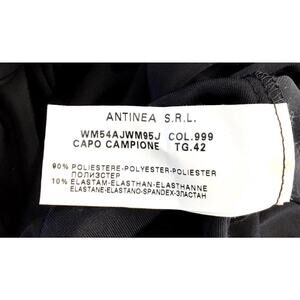 ANTINEA S.R.L.
WM54AJWM95J COL.999
CAPO CAMPIONE TG.42
90% POLIESTERE-POLYESTER-POLIESTER
ПОЛИЭСТЕР
10% ELASTAM-ELASTHAN-ELASTHANNE
ELASTANE-ELASTANO-SPANDEX-ЭЛАСТАН